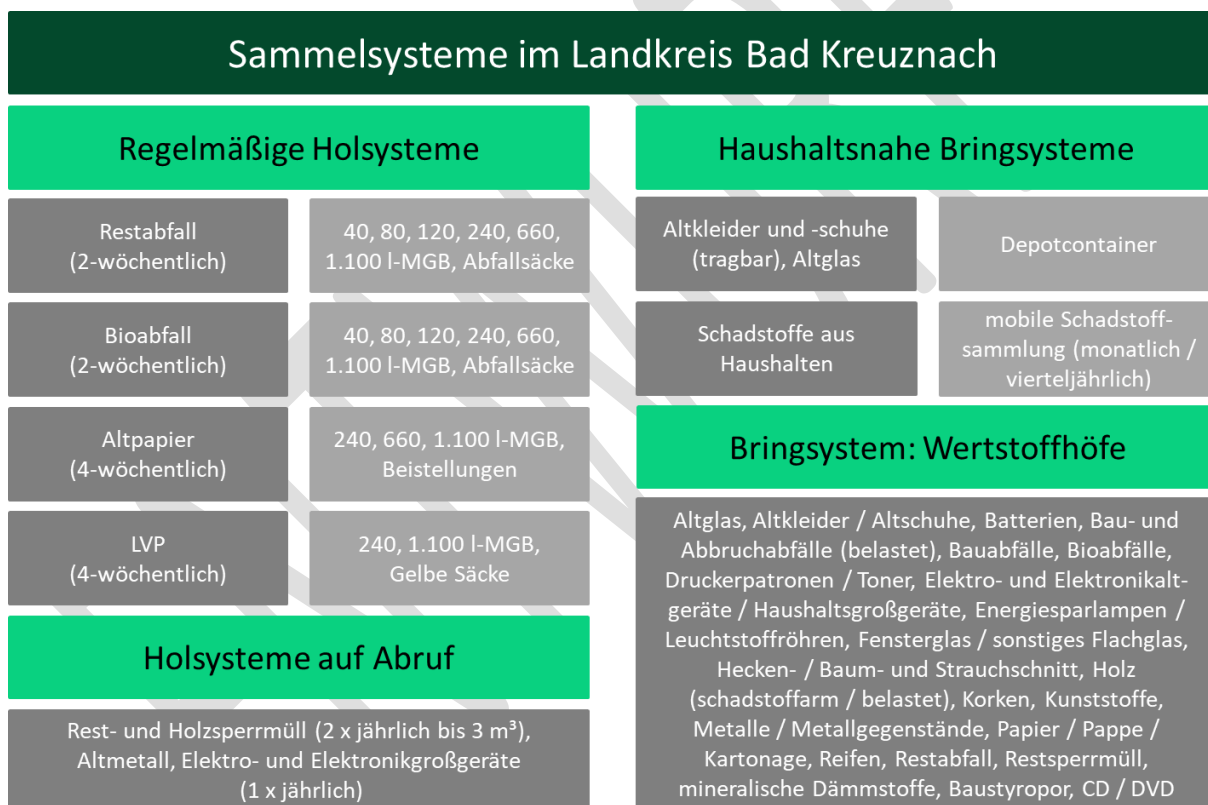 Sammelsysteme im Landkreis Bad Kreuznach
Regelmäßige Holsysteme
Restabfall
(2-wöchentlich)
40, 80, 120, 240, 660,
1.100 l-MGB, Abfallsäcke
Bioabfall
(2-wöchentlich)
40, 80, 120, 240, 660,
1.100 l-MGB, Abfallsäcke
Altpapier
(4-wöchentlich)
240, 660, 1.100 l-MGB,
Beistellungen
LVP
(4-wöchentlich)
240, 1.100 l-MGB,
Gelbe Säcke
Holsysteme auf Abruf
Rest- und Holzsperrmüll (2 x jährlich bis 3 m³),
Altmetall, Elektro- und Elektronikgroßgeräte
(1 x jährlich)
Haushaltsnahe Bringsysteme
Altkleider und -schuhe
(tragbar), Altglas
Depotcontainer
Schadstoffe aus
Haushalten
mobile Schadstoff-
sammlung (monatlich /
vierteljährlich)
Bringsystem: Wertstoffhöfe
Altglas, Altkleider / Altschuhe, Batterien, Bau- und
Abbruchabfälle (belastet), Bauabfälle, Bioabfälle,
Druckerpatronen / Toner, Elektro- und Elektronikalt-
geräte / Haushaltsgroßgeräte, Energiesparlampen /
Leuchtstoffröhren, Fensterglas / sonstiges Flachglas,
Hecken- / Baum- und Strauchschnitt, Holz
(schadstoffarm / belastet), Korken, Kunststoffe,
Metalle / Metallgegenstände, Papier / Pappe /
Kartonage, Reifen, Restabfall, Restsperrmüll,
mineralische Dämmstoffe, Baustyropor, CD / DVD